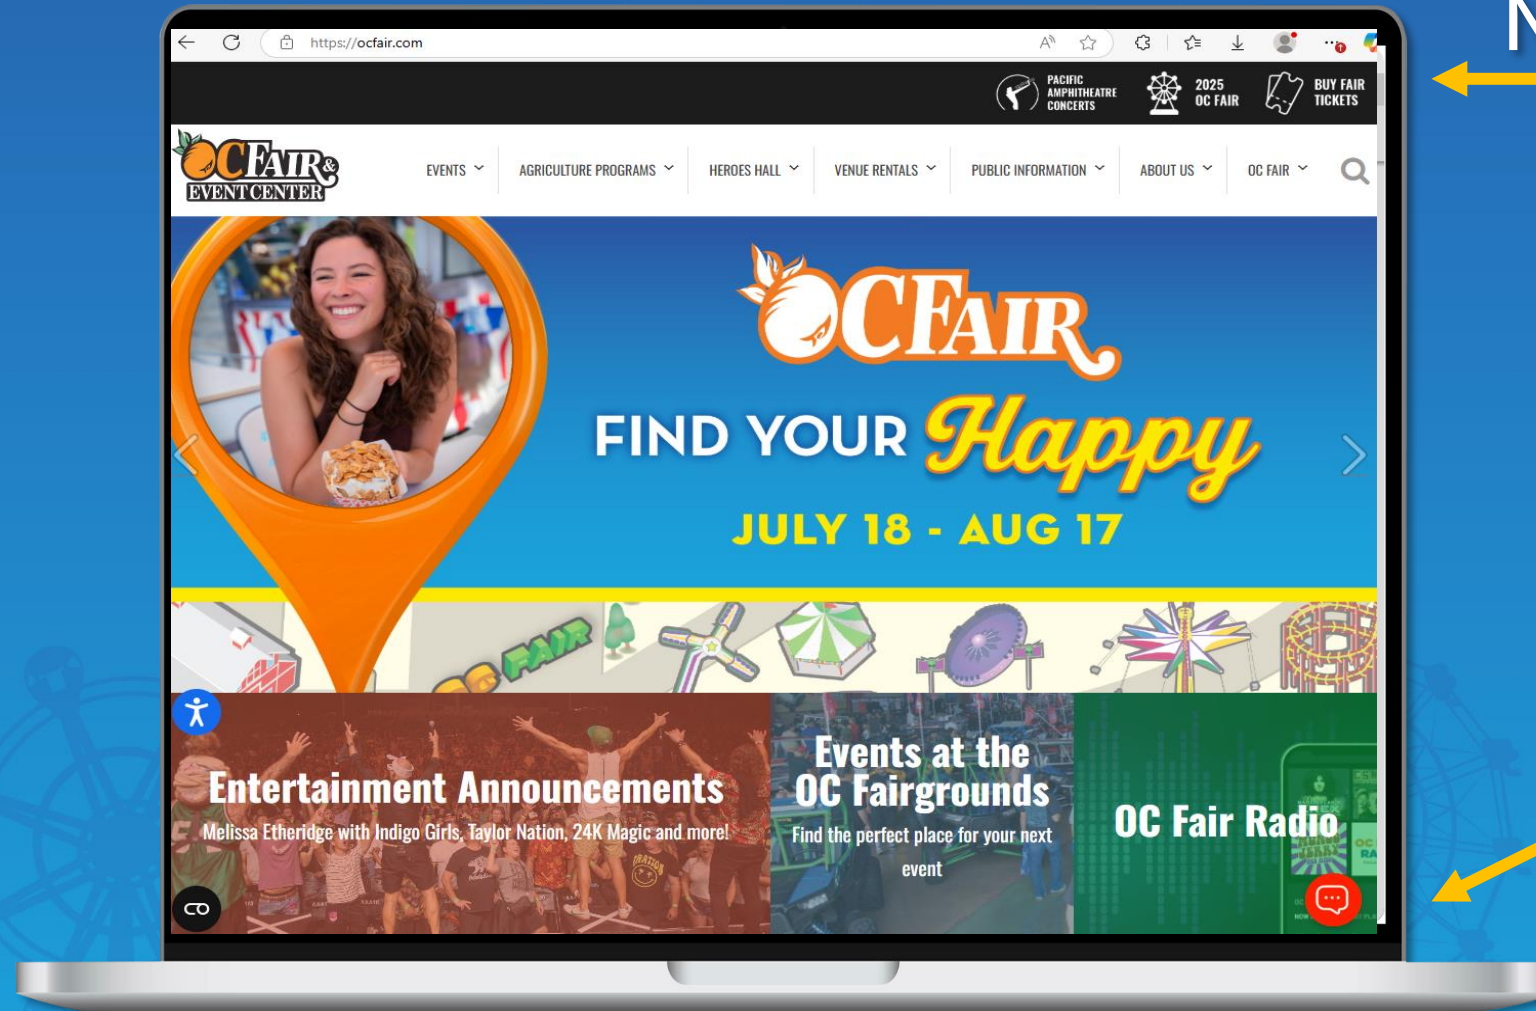 N
https://ocfair.com
PACIFIC
AMPHITHEATRE
CONCERTS
2025
OC FAIR
BUY FAIR
TICKETS
OC FAIR &
EVENT CENTER
EVENTS
AGRICULTURE PROGRAMS
HEROES HALL
VENUE RENTALS
PUBLIC INFORMATION
ABOUT US
OC FAIR
OC FAIR
FIND YOUR Happy
JULY 18 - AUG 17
OC FAIR
Entertainment Announcements
Melissa Etheridge with Indigo Girls, Taylor Nation, 24K Magic and more!
Events at the
OC Fairgrounds
Find the perfect place for your next
event
OC Fair Radio